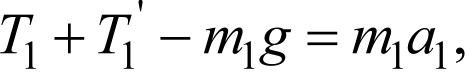 T₁ + T₁' − m₁g = m₁a₁,